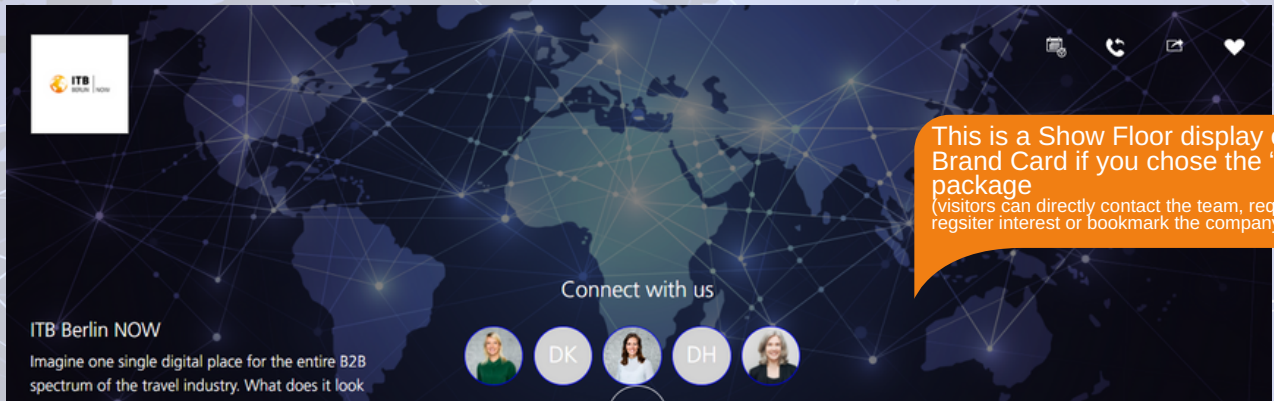 ITB
BERLIN NOW
This is a Show Floor display
Brand Card if you chose the “
package
(visitors can directly contact the team,
regsiter interest or bookmark the company
Connect with us
ITB Berlin NOW
DK
DH
Imagine one single digital place for the entire B2B
spectrum of the travel industry. What does it look